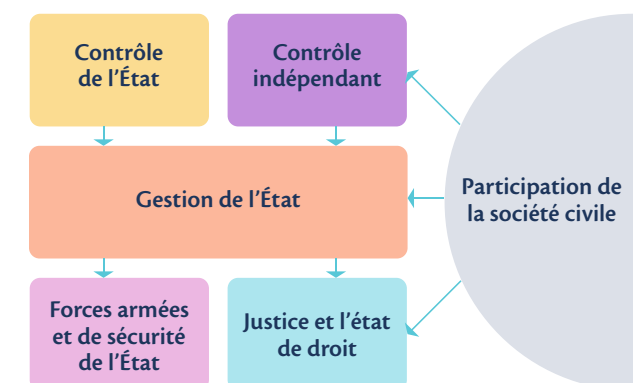 Contrôle
de l’État
Contrôle
indépendant
Gestion de l’État
Participation de
la société civile
Forces armées
et de sécurité
de l’État
Justice et l’état
de droit